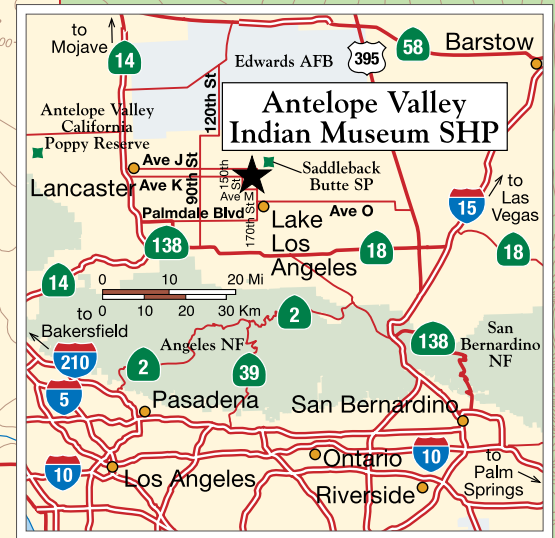 to
Mojave
14
58
Barstow
395
Edwards AFB
120th St
Antelope Valley
Indian Museum SHP
Antelope Valley
California
Poppy Reserve
Ave J
90th St
150th
St
Saddleback
Butte SP
Lancaster
Ave K
Ave M
Palmdale Blvd
170th St
Lake
Los
Angeles
Ave O
15
to
Las
Vegas
138
18
18
14
0 10 20 Mi
0 10 20 30 Km
to
Bakersfield
2
210
Angeles NF
2
39
138
San
Bernardino
NF
5
Pasadena
San Bernardino
10
Los Angeles
Ontario
10
to
Palm
Springs
Riverside